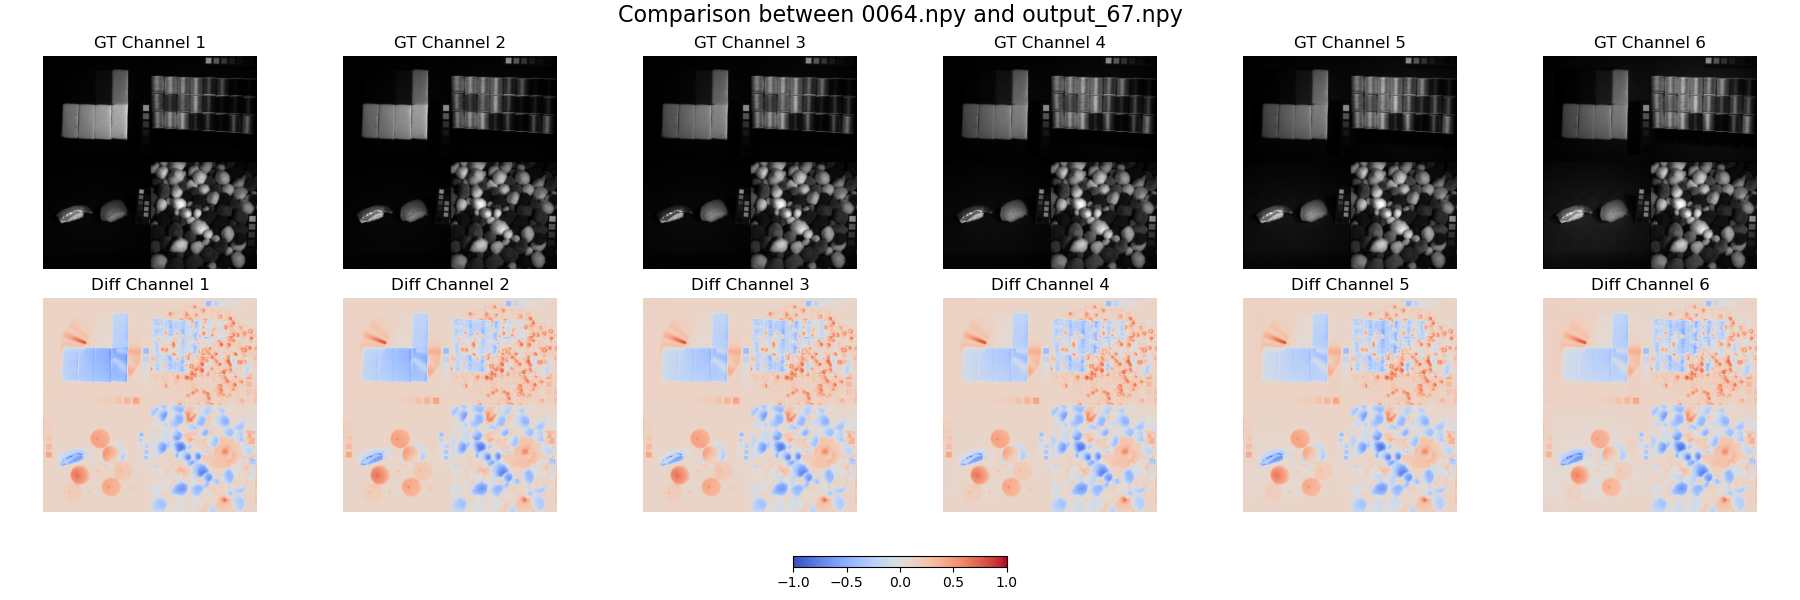 Comparison between 0064.npy and output_67.npy
GT Channel 1 GT Channel 2 GT Channel 3 GT Channel 4 GT Channel 5 GT Channel 6
Diff Channel 1 Diff Channel 2 Diff Channel 3 Diff Channel 4 Diff Channel 5 Diff Channel 6
−1.0 −0.5 0.0 0.5 1.0